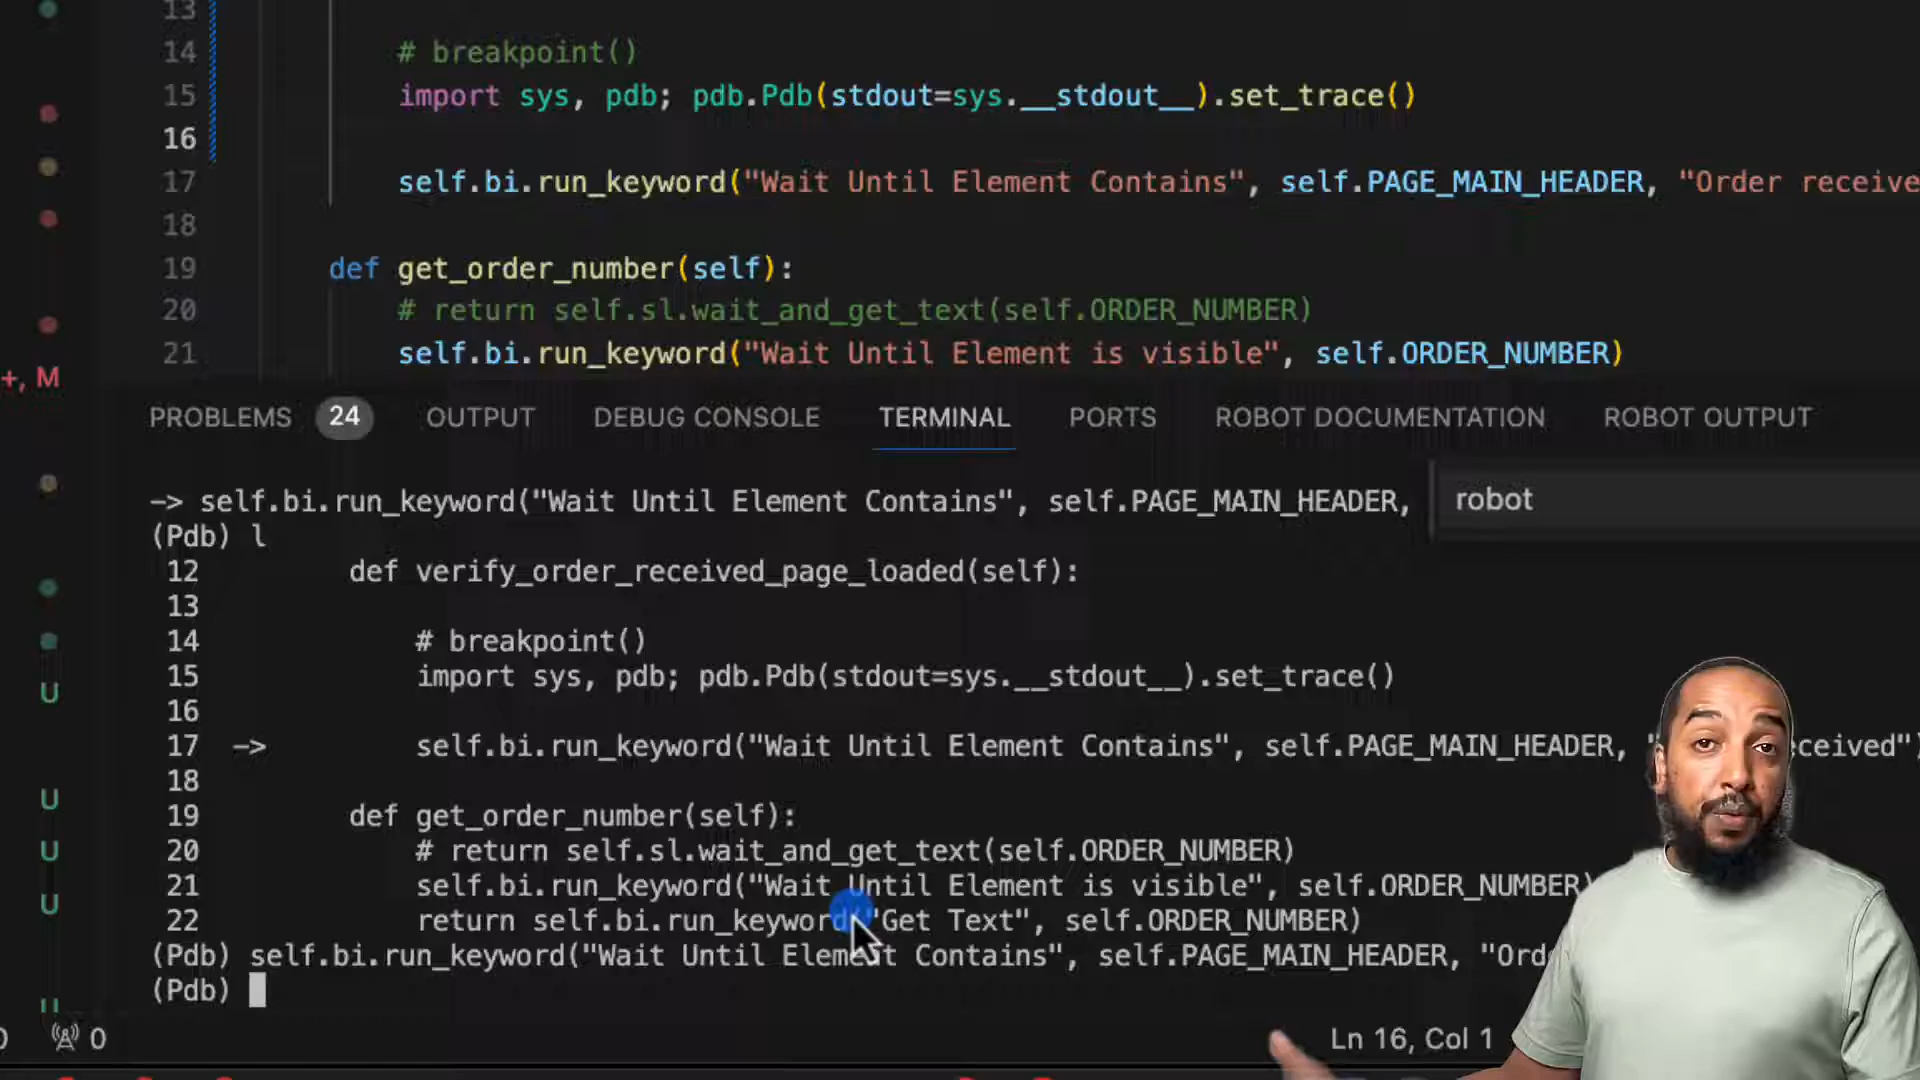 13
14 # breakpoint()
15 import sys, pdb; pdb.Pdb(stdout=sys.__stdout__).set_trace()
16
17 self.bi.run_keyword("Wait Until Element Contains", self.PAGE_MAIN_HEADER, "Order receive
18
19 def get_order_number(self):
20 # return self.sl.wait_and_get_text(self.ORDER_NUMBER)
21 self.bi.run_keyword("Wait Until Element is visible", self.ORDER_NUMBER)
+, M
PROBLEMS 24 OUTPUT DEBUG CONSOLE TERMINAL PORTS ROBOT DOCUMENTATION ROBOT OUTPUT
-> self.bi.run_keyword("Wait Until Element Contains", self.PAGE_MAIN_HEADER,
robot
(Pdb) l
12 def verify_order_received_page_loaded(self):
13
14 # breakpoint()
15 import sys, pdb; pdb.Pdb(stdout=sys.__stdout__).set_trace()
16
17 -> self.bi.run_keyword("Wait Until Element Contains", self.PAGE_MAIN_HEADER, " eceived")
18
19 def get_order_number(self):
20 # return self.sl.wait_and_get_text(self.ORDER_NUMBER)
21 self.bi.run_keyword("Wait Until Element is visible", self.ORDER_NUMBER)
22 return self.bi.run_keyword("Get Text", self.ORDER_NUMBER)
(Pdb) self.bi.run_keyword("Wait Until Element Contains", self.PAGE_MAIN_HEADER, "Ord
(Pdb)
U
U
U
U
U
0 0
Ln 16, Col 1